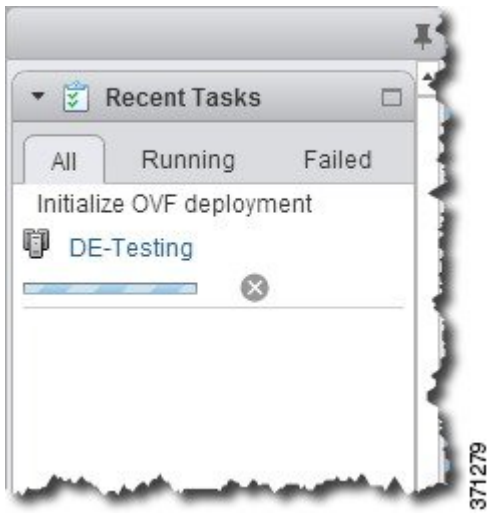 Recent Tasks
All Running Failed
Initialize OVF deployment
DE-Testing
371279